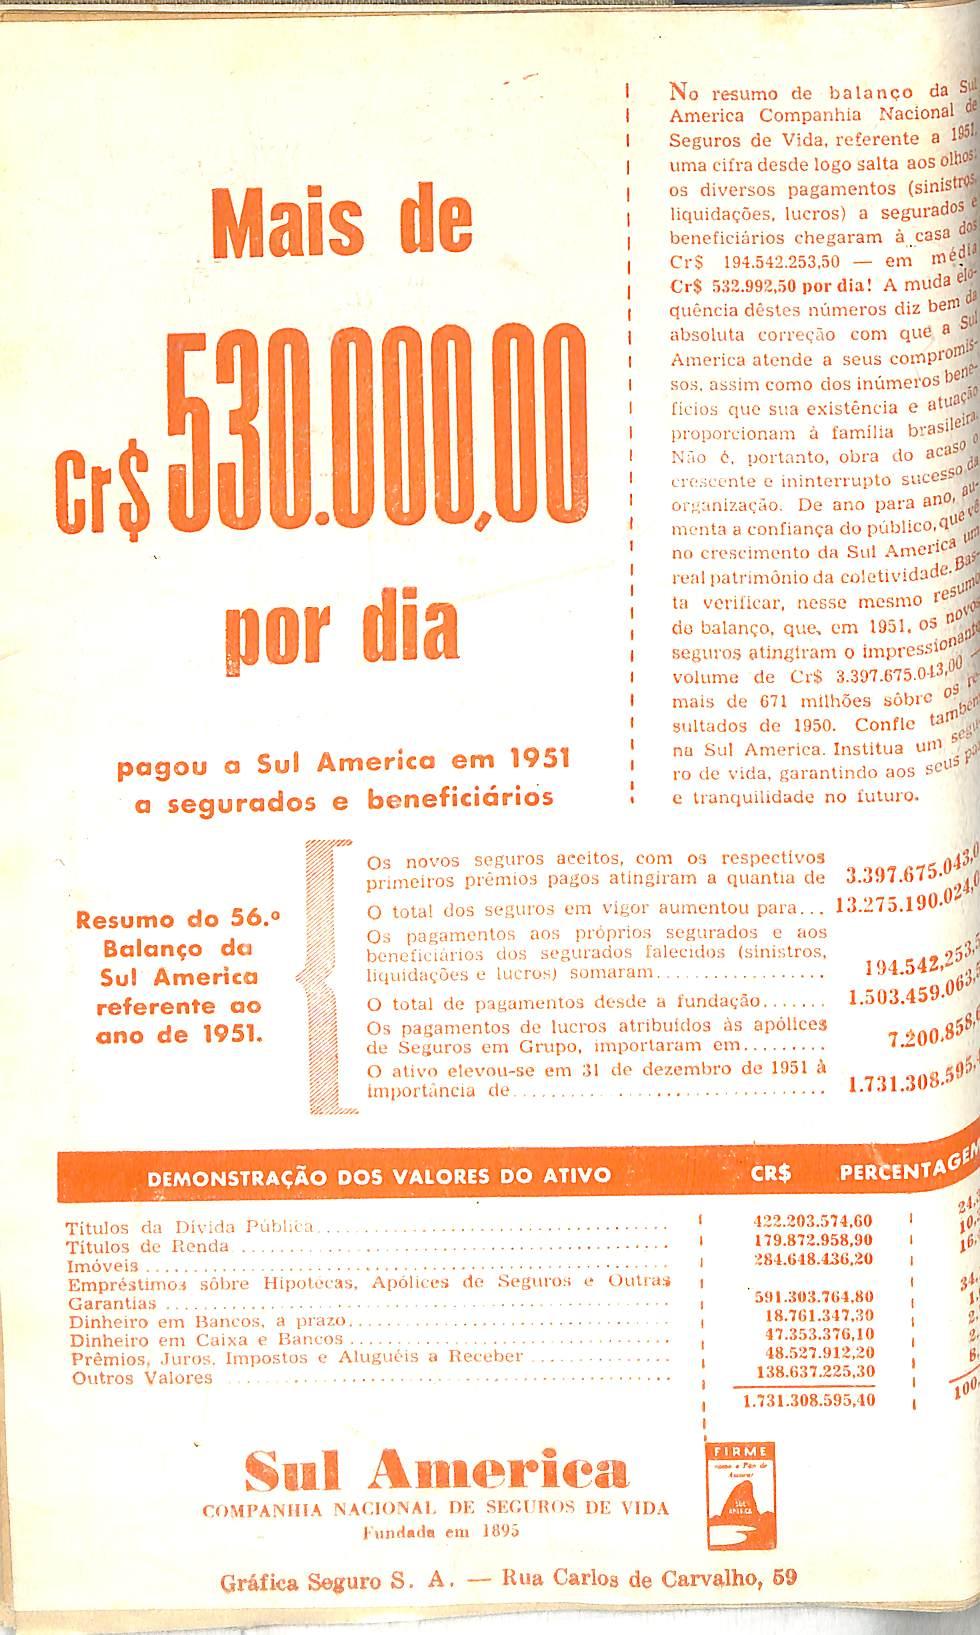 Mais de
Cr$ 530.000,00
por dia
pagou a Sul America em 1951
a segurados e beneficiários
No resumo de balanço da Sul
America Companhia Nacional de
Seguros de Vida, referente a 1951,
uma cifra desde logo salta aos olhos:
os diversos pagamentos (sinistros,
liquidações, lucros) a segurados e
beneficiários chegaram à casa dos
Cr$ 194.542.253,50 — em média
Cr$ 532.992,50 por dia! A muda elo-
quência dêstes números diz bem da
absoluta correção com que a Sul
America atende a seus compromis-
sos, assim como dos inúmeros bene-
fícios que sua existência e atuação
proporcionam à família brasileira.
Não é, portanto, obra do acaso o
crescente e ininterrupto sucesso da
organização. De ano para ano, au-
menta a confiança do público, que vê
no crescimento da Sul America um
real patrimônio da coletividade. Bas-
ta verificar, nesse mesmo resumo
de balanço, que, em 1951, os novos
seguros atingiram o impressionante
volume de Cr$ 3.397.675.043,00 —
mais de 671 milhões sôbre os re-
sultados de 1950. Confie também
na Sul America. Institua um segu-
ro de vida, garantindo aos seus
e tranquilidade no futuro.
Resumo do 56.º
Balanço da
Sul America
referente ao
ano de 1951.
Os novos seguros aceitos, com os respectivos
primeiros prêmios pagos atingiram a quantia de 3.397.675.043,0
O total dos seguros em vigor aumentou para... 13.275.190.024,0
Os pagamentos aos próprios segurados e aos
beneficiários dos segurados falecidos (sinistros,
liquidações e lucros) somaram.................. 194.542.253,5
O total de pagamentos desde a fundação....... 1.503.459.063,
Os pagamentos de lucros atribuídos às apólices
de Seguros em Grupo, importaram em......... 7.200.858,
O ativo elevou-se em 31 de dezembro de 1951 à
importância de.................................. 1.731.308.595,
DEMONSTRAÇÃO DOS VALORES DO ATIVO CR$ PERCENTAGEM
Títulos da Dívida Pública.................................... 422.203.574,60 24.
Títulos de Renda ............................................ 179.872.958,90 10.
Imóveis ..................................................... 284.648.436,20 16.
Empréstimos sôbre Hipotecas, Apólices de Seguros e Outras
Garantias ................................................... 591.303.764,80 34.
Dinheiro em Bancos, a prazo.................................. 18.761.347,30 1.
Dinheiro em Caixa e Bancos .................................. 47.353.376,10 2.
Prêmios, Juros, Impostos e Aluguéis a Receber ............... 48.527.912,20 2.
Outros Valores .............................................. 138.637.225,30 8.
1.731.308.595,40 100,
Sul America
COMPANHIA NACIONAL DE SEGUROS DE VIDA
Fundada em 1895
FIRME
como o Pão de
Assucar
SUL
AMERICA
Gráfica Seguro S. A. — Rua Carlos de Carvalho, 59